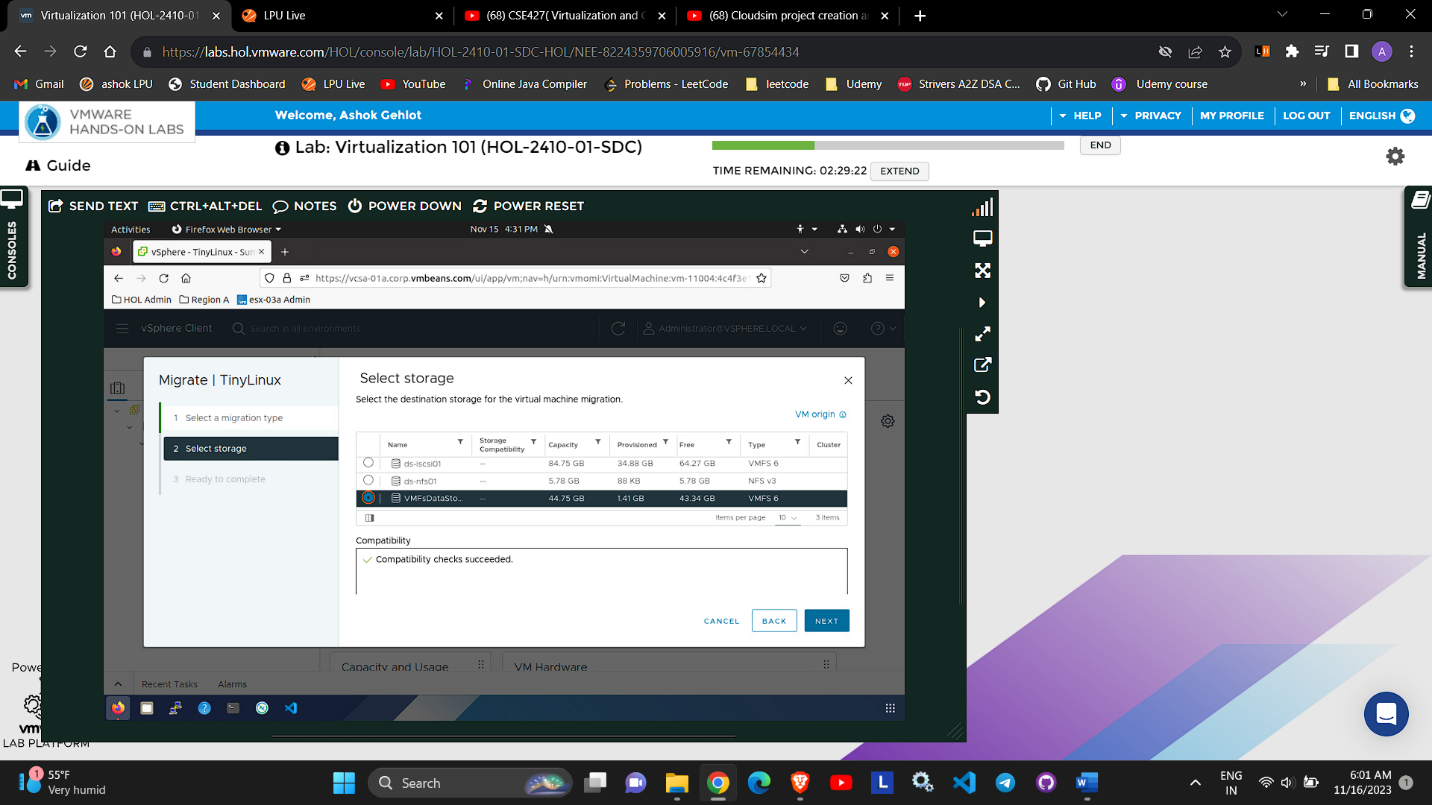 Virtualization 101 (HOL-2410-01 LPU Live (68) CSE427( Virtualization and C (68) Cloudsim project creation a
https://labs.hol.vmware.com/HOL/console/lab/HOL-2410-01-SDC-HOL/NEE-8224359706005916/vm-67854434
Gmail ashok LPU Student Dashboard LPU Live YouTube Online Java Compiler Problems - LeetCode leetcode Udemy Strivers A2Z DSA C... Git Hub Udemy course » All Bookmarks
VMWARE
HANDS-ON LABS
Welcome, Ashok Gehlot
HELP PRIVACY MY PROFILE LOG OUT ENGLISH
Guide
Lab: Virtualization 101 (HOL-2410-01-SDC)
END
TIME REMAINING: 02:29:22 EXTEND
CONSOLES
MANUAL
SEND TEXT CTRL+ALT+DEL NOTES POWER DOWN POWER RESET
Activities Firefox Web Browser Nov 15 4:31 PM
vSphere - TinyLinux - Sum
https://vcsa-01a.corp.vmbeans.com/ui/app/vm;nav=h/urn:vmomi:VirtualMachine:vm-11004:4c4f3e
HOL Admin Region A esx-03a Admin
vSphere Client Search in all environments Administrator@VSPHERE.LOCAL
Migrate | TinyLinux
1 Select a migration type
2 Select storage
3 Ready to complete
Select storage
Select the destination storage for the virtual machine migration.
VM origin
Name Storage Compatibility Capacity Provisioned Free Type Cluster
ds-iscsi01 -- 84.75 GB 34.88 GB 64.27 GB VMFS 6
ds-nfs01 -- 5.78 GB 88 KB 5.78 GB NFS v3
VMFsDataSto... -- 44.75 GB 1.41 GB 43.34 GB VMFS 6
Items per page 10 3 items
Compatibility
Compatibility checks succeeded.
CANCEL BACK NEXT
Capacity and Usage VM Hardware
Recent Tasks Alarms
Powe
vmw
LAB PLATFORM
1 55°F
Very humid
Search
ENG
IN
6:01 AM
11/16/2023
1